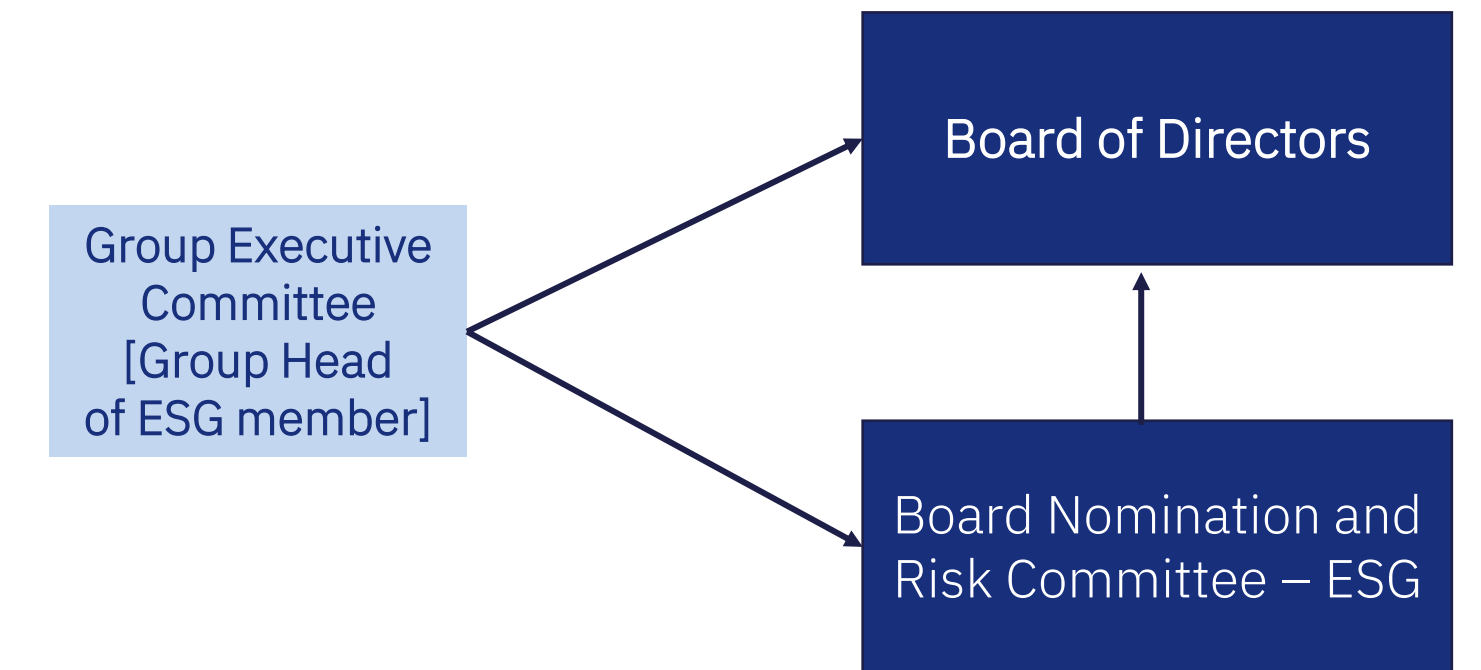 Board of Directors
Group Executive
Committee
[Group Head
of ESG member]
Board Nomination and
Risk Committee – ESG